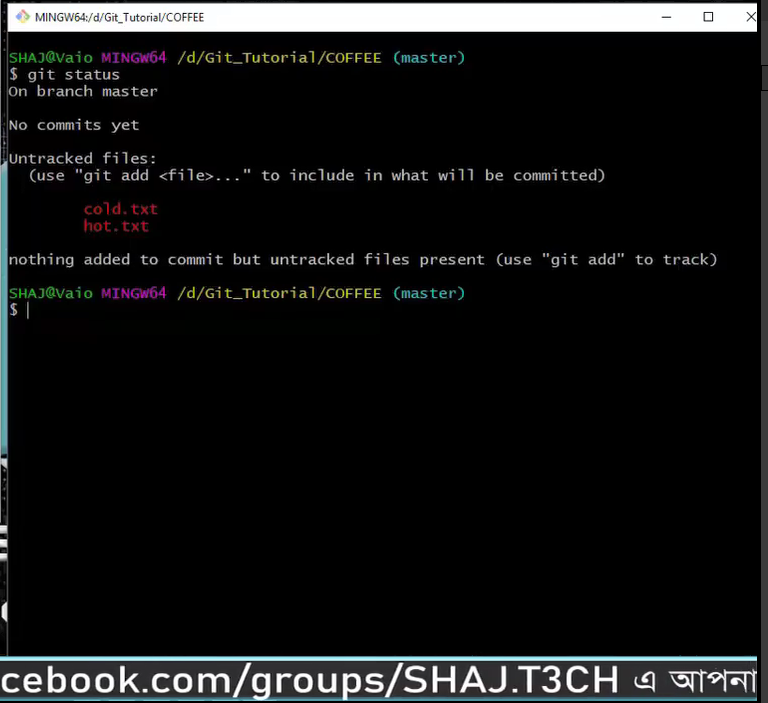 MINGW64:/d/Git_Tutorial/COFFEE
SHAJ@Vaio MINGW64 /d/Git_Tutorial/COFFEE (master)
$ git status
On branch master
No commits yet
Untracked files:
(use "git add <file>..." to include in what will be committed)
cold.txt
hot.txt
nothing added to commit but untracked files present (use "git add" to track)
SHAJ@Vaio MINGW64 /d/Git_Tutorial/COFFEE (master)
$
cebook.com/groups/SHAJ.T3CH এ আপনা